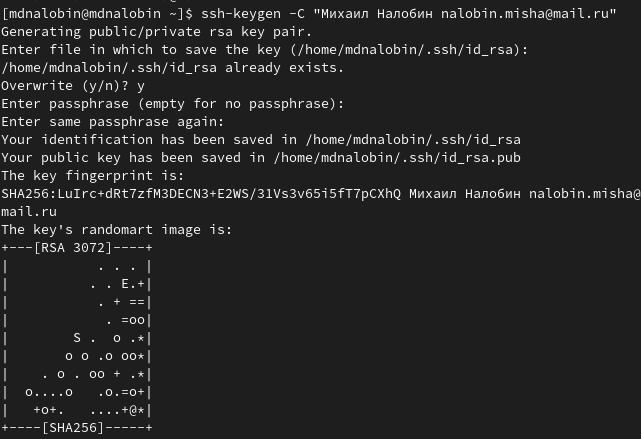 [mdnalobin@mdnalobin ~]$ ssh-keygen -C "Михаил Налобин nalobin.misha@mail.ru"
Generating public/private rsa key pair.
Enter file in which to save the key (/home/mdnalobin/.ssh/id_rsa):
/home/mdnalobin/.ssh/id_rsa already exists.
Overwrite (y/n)? y
Enter passphrase (empty for no passphrase):
Enter same passphrase again:
Your identification has been saved in /home/mdnalobin/.ssh/id_rsa
Your public key has been saved in /home/mdnalobin/.ssh/id_rsa.pub
The key fingerprint is:
SHA256:LuIrc+dRt7zfM3DECN3+E2WS/31Vs3v65i5fT7pCXhQ Михаил Налобин nalobin.misha@
mail.ru
The key's randomart image is:
+---[RSA 3072]----+
|           . . . |
|          . . E.+|
|           . + ==|
|            . =oo|
|        S .  o .*|
|       o o .o oo*|
|    . o . oo + .*|
|  o....o   .o.=o+|
|   +o+.   ....+@*|
+----[SHA256]-----+